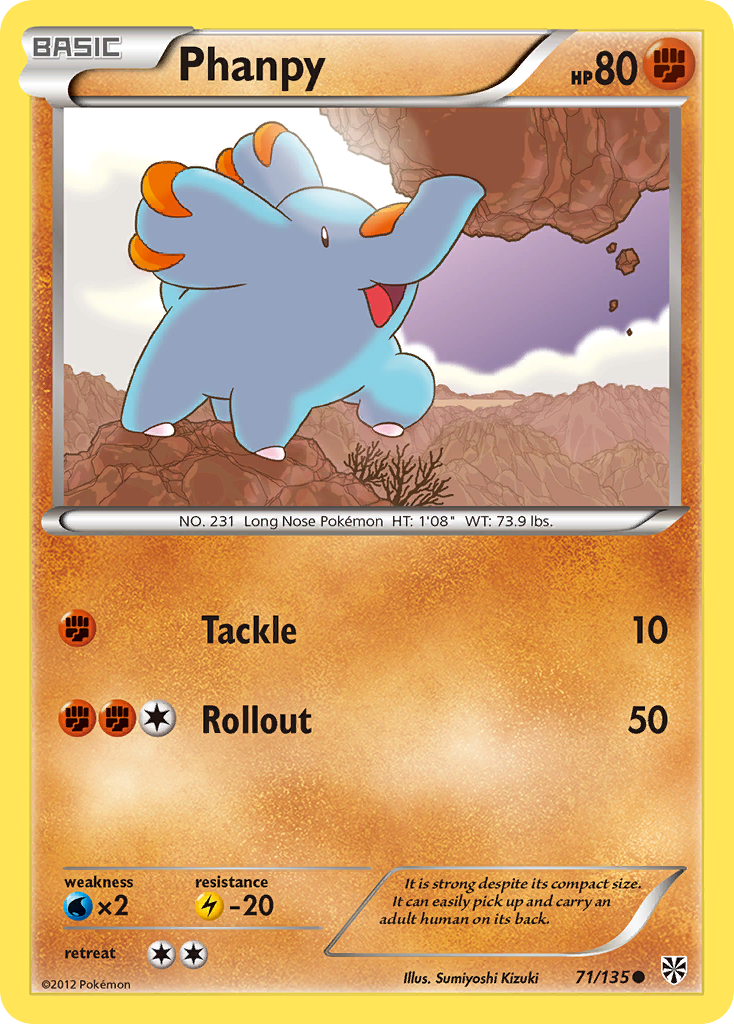 BASIC
Phanpy
HP80
NO. 231 Long Nose Pokémon HT: 1'08" WT: 73.9 lbs.
Tackle 10
Rollout 50
weakness resistance
×2 -20
It is strong despite its compact size.
It can easily pick up and carry an
adult human on its back.
retreat
©2012 Pokémon
Illus. Sumiyoshi Kizuki 71/135